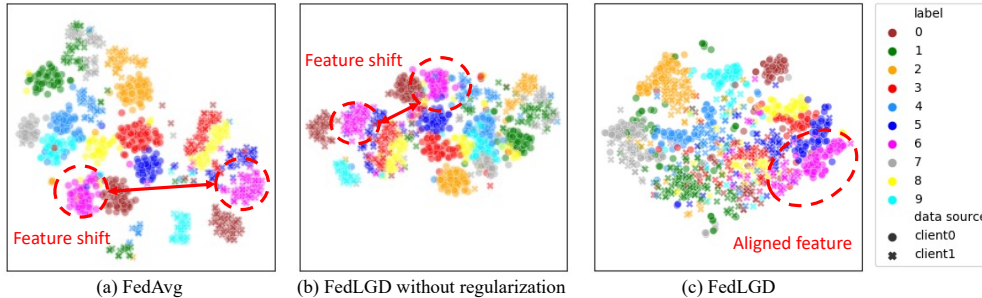 Feature shift
(a) FedAvg
Feature shift
(b) FedLGD without regularization
Aligned feature
(c) FedLGD
label
0
1
2
3
4
5
6
7
8
9
data source
client0
client1